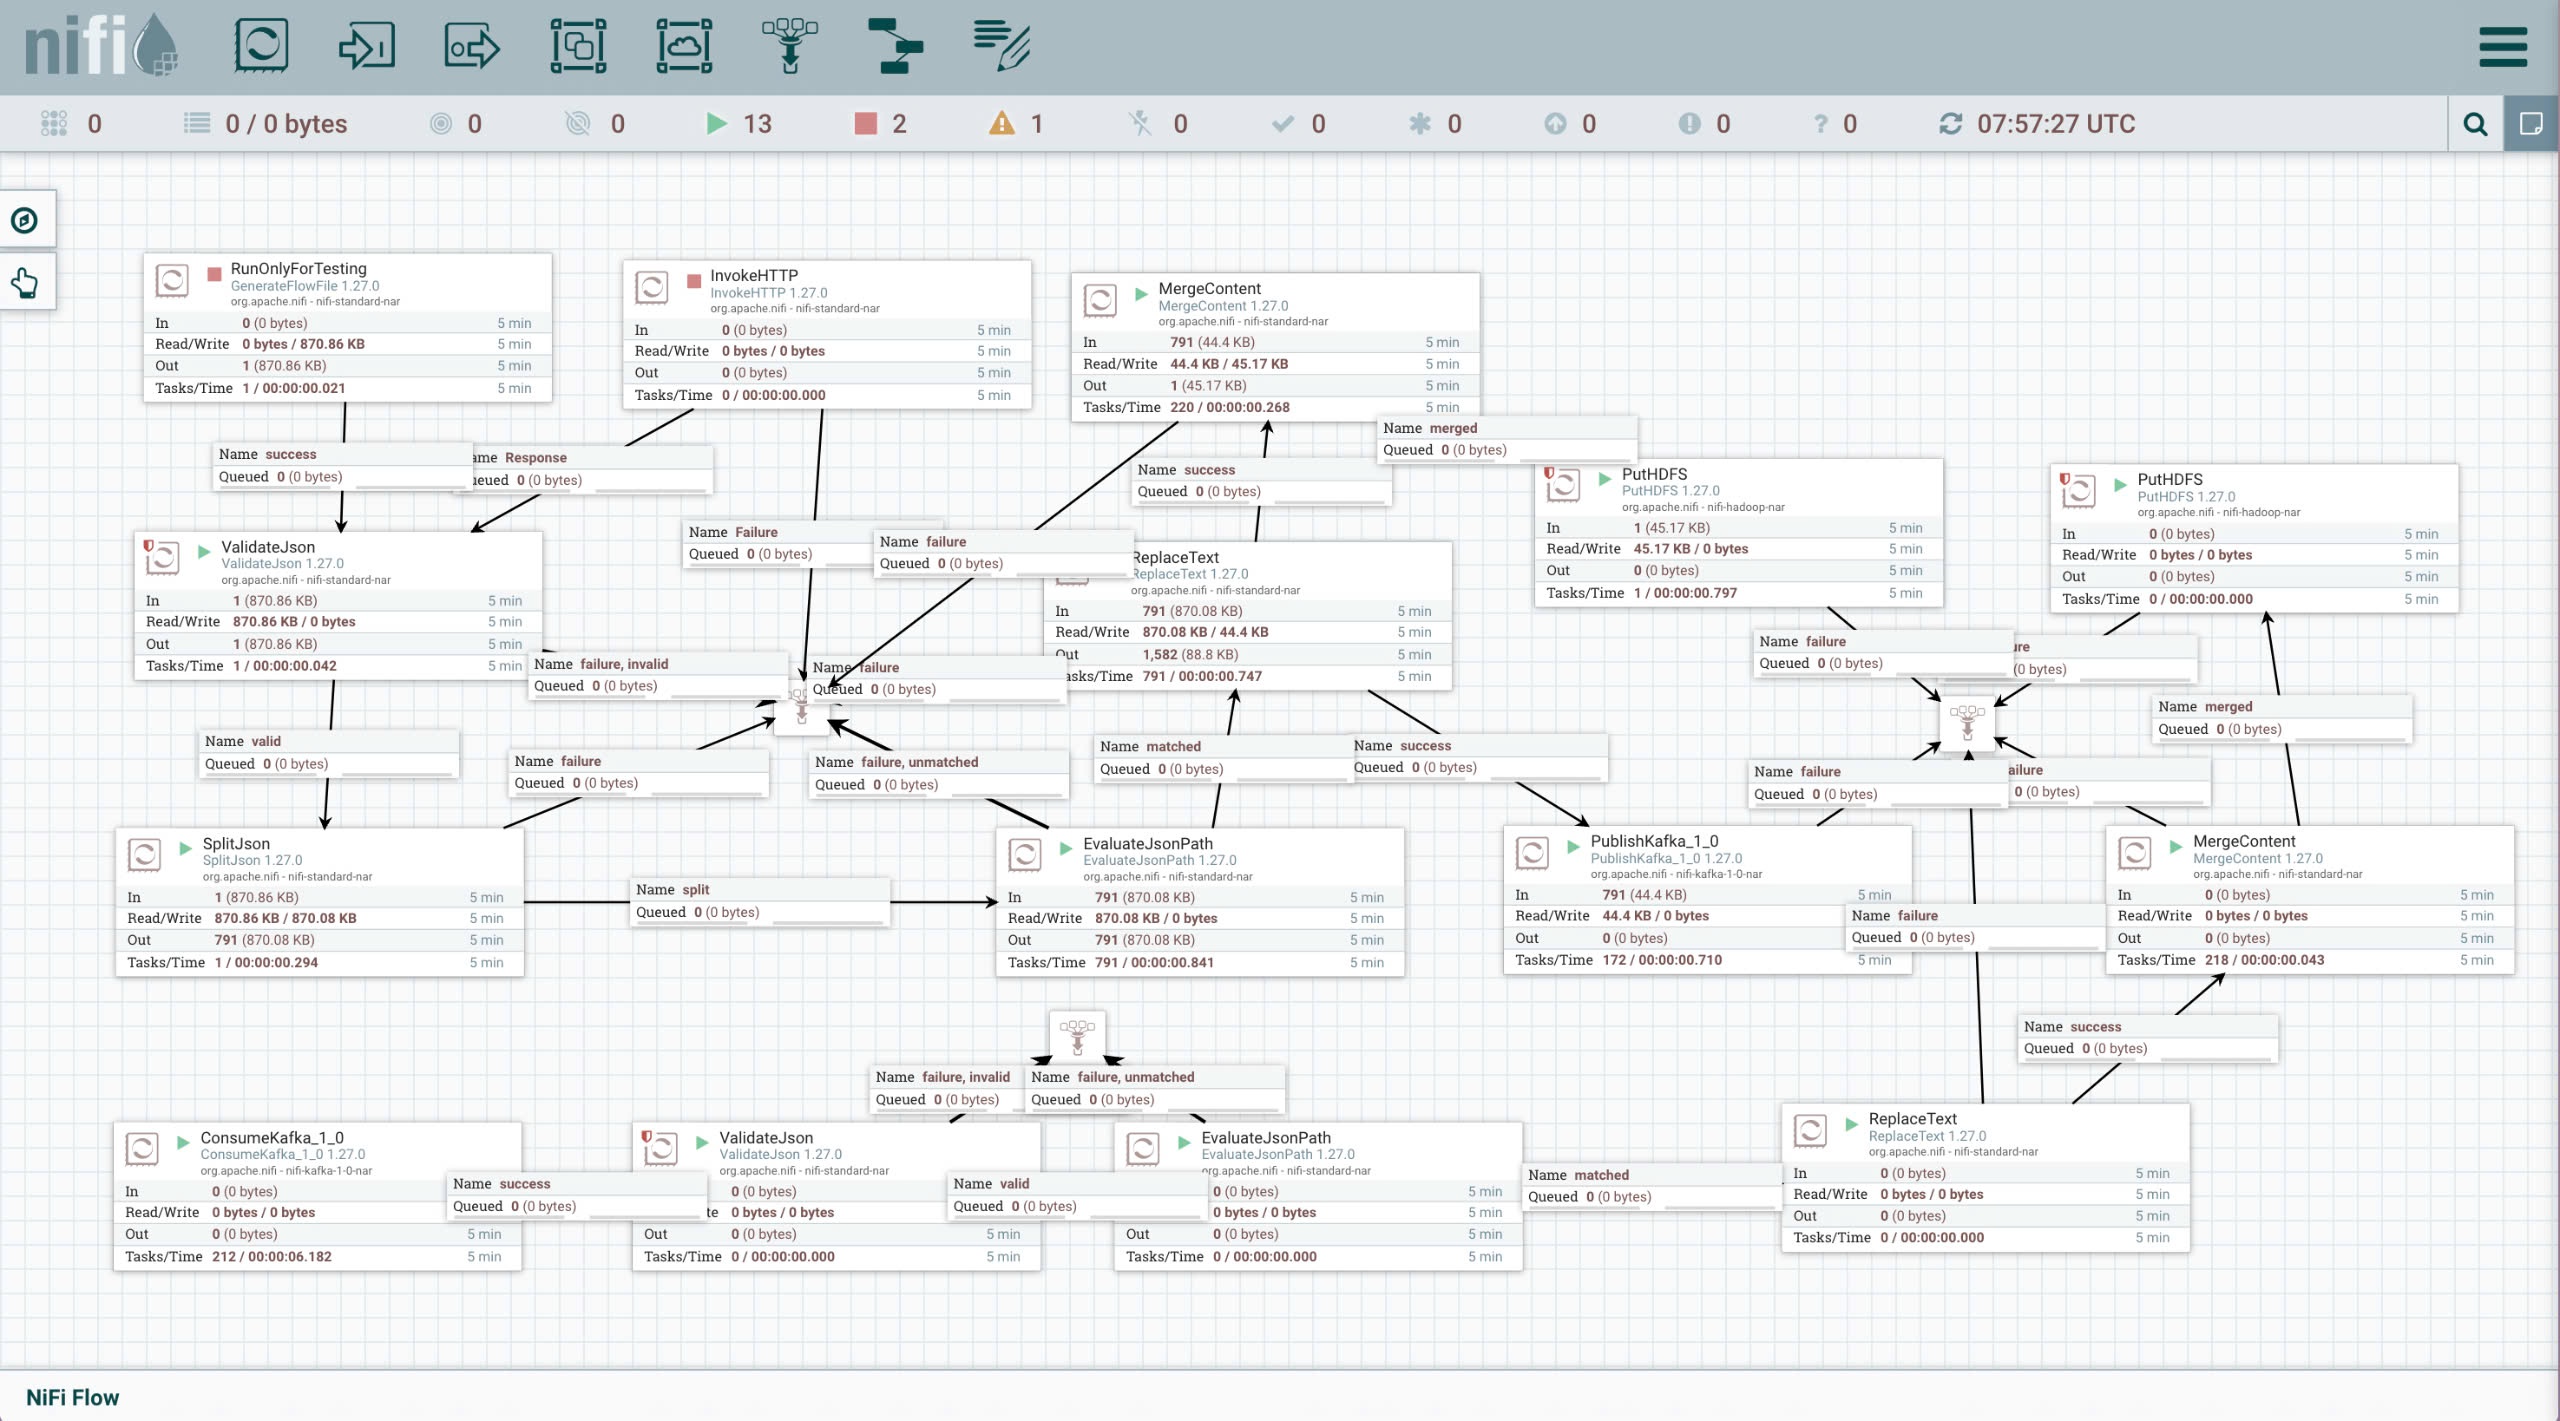 nifi
0
0 / 0 bytes
0
0
13
2
1
0
0
0
0
0
0
07:57:27 UTC
RunOnlyForTesting
GenerateFlowFile 1.27.0
org.apache.nifi - nifi-standard-nar
In 0 (0 bytes) 5 min
Read/Write 0 bytes / 870.86 KB 5 min
Out 1 (870.86 KB) 5 min
Tasks/Time 1 / 00:00:00.021 5 min
InvokeHTTP
InvokeHTTP 1.27.0
org.apache.nifi - nifi-standard-nar
In 0 (0 bytes) 5 min
Read/Write 0 bytes / 0 bytes 5 min
Out 0 (0 bytes) 5 min
Tasks/Time 0 / 00:00:00.000 5 min
MergeContent
MergeContent 1.27.0
org.apache.nifi - nifi-standard-nar
In 791 (44.4 KB) 5 min
Read/Write 44.4 KB / 45.17 KB 5 min
Out 1 (45.17 KB) 5 min
Tasks/Time 220 / 00:00:00.268 5 min
Name success
Queued 0 (0 bytes)
ame Response
ueued 0 (0 bytes)
Name success
Queued 0 (0 bytes)
Name merged
Queued 0 (0 bytes)
PutHDFS
PutHDFS 1.27.0
org.apache.nifi - nifi-hadoop-nar
In 1 (45.17 KB) 5 min
Read/Write 45.17 KB / 0 bytes 5 min
Out 0 (0 bytes) 5 min
Tasks/Time 1 / 00:00:00.797 5 min
PutHDFS
PutHDFS 1.27.0
org.apache.nifi - nifi-hadoop-nar
In 0 (0 bytes) 5 min
Read/Write 0 bytes / 0 bytes 5 min
Out 0 (0 bytes) 5 min
Tasks/Time 0 / 00:00:00.000 5 min
ValidateJson
ValidateJson 1.27.0
org.apache.nifi - nifi-standard-nar
In 1 (870.86 KB) 5 min
Read/Write 870.86 KB / 0 bytes 5 min
Out 1 (870.86 KB) 5 min
Tasks/Time 1 / 00:00:00.042 5 min
Name Failure
Queued 0 (0 bytes)
Name failure
Queued 0 (0 bytes)
ReplaceText
ReplaceText 1.27.0
org.apache.nifi - nifi-standard-nar
In 791 (870.08 KB) 5 min
Read/Write 870.08 KB / 44.4 KB 5 min
Out 1,582 (88.8 KB) 5 min
asks/Time 791 / 00:00:00.747 5 min
Name failure, invalid
Queued 0 (0 bytes)
Name failure
Queued 0 (0 bytes)
Name failure
Queued 0 (0 bytes)
ure
(0 bytes)
Name merged
Queued 0 (0 bytes)
Name valid
Queued 0 (0 bytes)
Name failure
Queued 0 (0 bytes)
Name failure, unmatched
Queued 0 (0 bytes)
Name matched
Queued 0 (0 bytes)
Name success
Queued 0 (0 bytes)
Name failure
Queued 0 (0 bytes)
ailure
0 (0 bytes)
SplitJson
SplitJson 1.27.0
org.apache.nifi - nifi-standard-nar
In 1 (870.86 KB) 5 min
Read/Write 870.86 KB / 870.08 KB 5 min
Out 791 (870.08 KB) 5 min
Tasks/Time 1 / 00:00:00.294 5 min
Name split
Queued 0 (0 bytes)
EvaluateJsonPath
EvaluateJsonPath 1.27.0
org.apache.nifi - nifi-standard-nar
In 791 (870.08 KB) 5 min
Read/Write 870.08 KB / 0 bytes 5 min
Out 791 (870.08 KB) 5 min
Tasks/Time 791 / 00:00:00.841 5 min
PublishKafka_1_0
PublishKafka_1_0 1.27.0
org.apache.nifi - nifi-kafka-1-0-nar
In 791 (44.4 KB) 5 min
Read/Write 44.4 KB / 0 bytes
Out 0 (0 bytes)
Tasks/Time 172 / 00:00:00.710 5 min
Name failure
Queued 0 (0 bytes)
MergeContent
MergeContent 1.27.0
org.apache.nifi - nifi-standard-nar
In 0 (0 bytes) 5 min
Read/Write 0 bytes / 0 bytes 5 min
Out 0 (0 bytes) 5 min
Tasks/Time 218 / 00:00:00.043 5 min
Name success
Queued 0 (0 bytes)
Name failure, invalid
Queued 0 (0 bytes)
Name failure, unmatched
Queued 0 (0 bytes)
ConsumeKafka_1_0
ConsumeKafka_1_0 1.27.0
org.apache.nifi - nifi-kafka-1-0-nar
In 0 (0 bytes)
Read/Write 0 bytes / 0 bytes
Out 0 (0 bytes) 5 min
Tasks/Time 212 / 00:00:06.182 5 min
Name success
Queued 0 (0 bytes)
ValidateJson
ValidateJson 1.27.0
org.apache.nifi - nifi-standard-nar
0 (0 bytes)
te 0 bytes / 0 bytes
Out 0 (0 bytes) 5 min
Tasks/Time 0 / 00:00:00.000 5 min
Name valid
Queued 0 (0 bytes)
EvaluateJsonPath
EvaluateJsonPath 1.27.0
org.apache.nifi - nifi-standard-nar
0 (0 bytes) 5 min
0 bytes / 0 bytes 5 min
Out 0 (0 bytes) 5 min
Tasks/Time 0 / 00:00:00.000 5 min
Name matched
Queued 0 (0 bytes)
ReplaceText
ReplaceText 1.27.0
org.apache.nifi - nifi-standard-nar
In 0 (0 bytes) 5 min
Read/Write 0 bytes / 0 bytes 5 min
Out 0 (0 bytes) 5 min
Tasks/Time 0 / 00:00:00.000 5 min
NiFi Flow